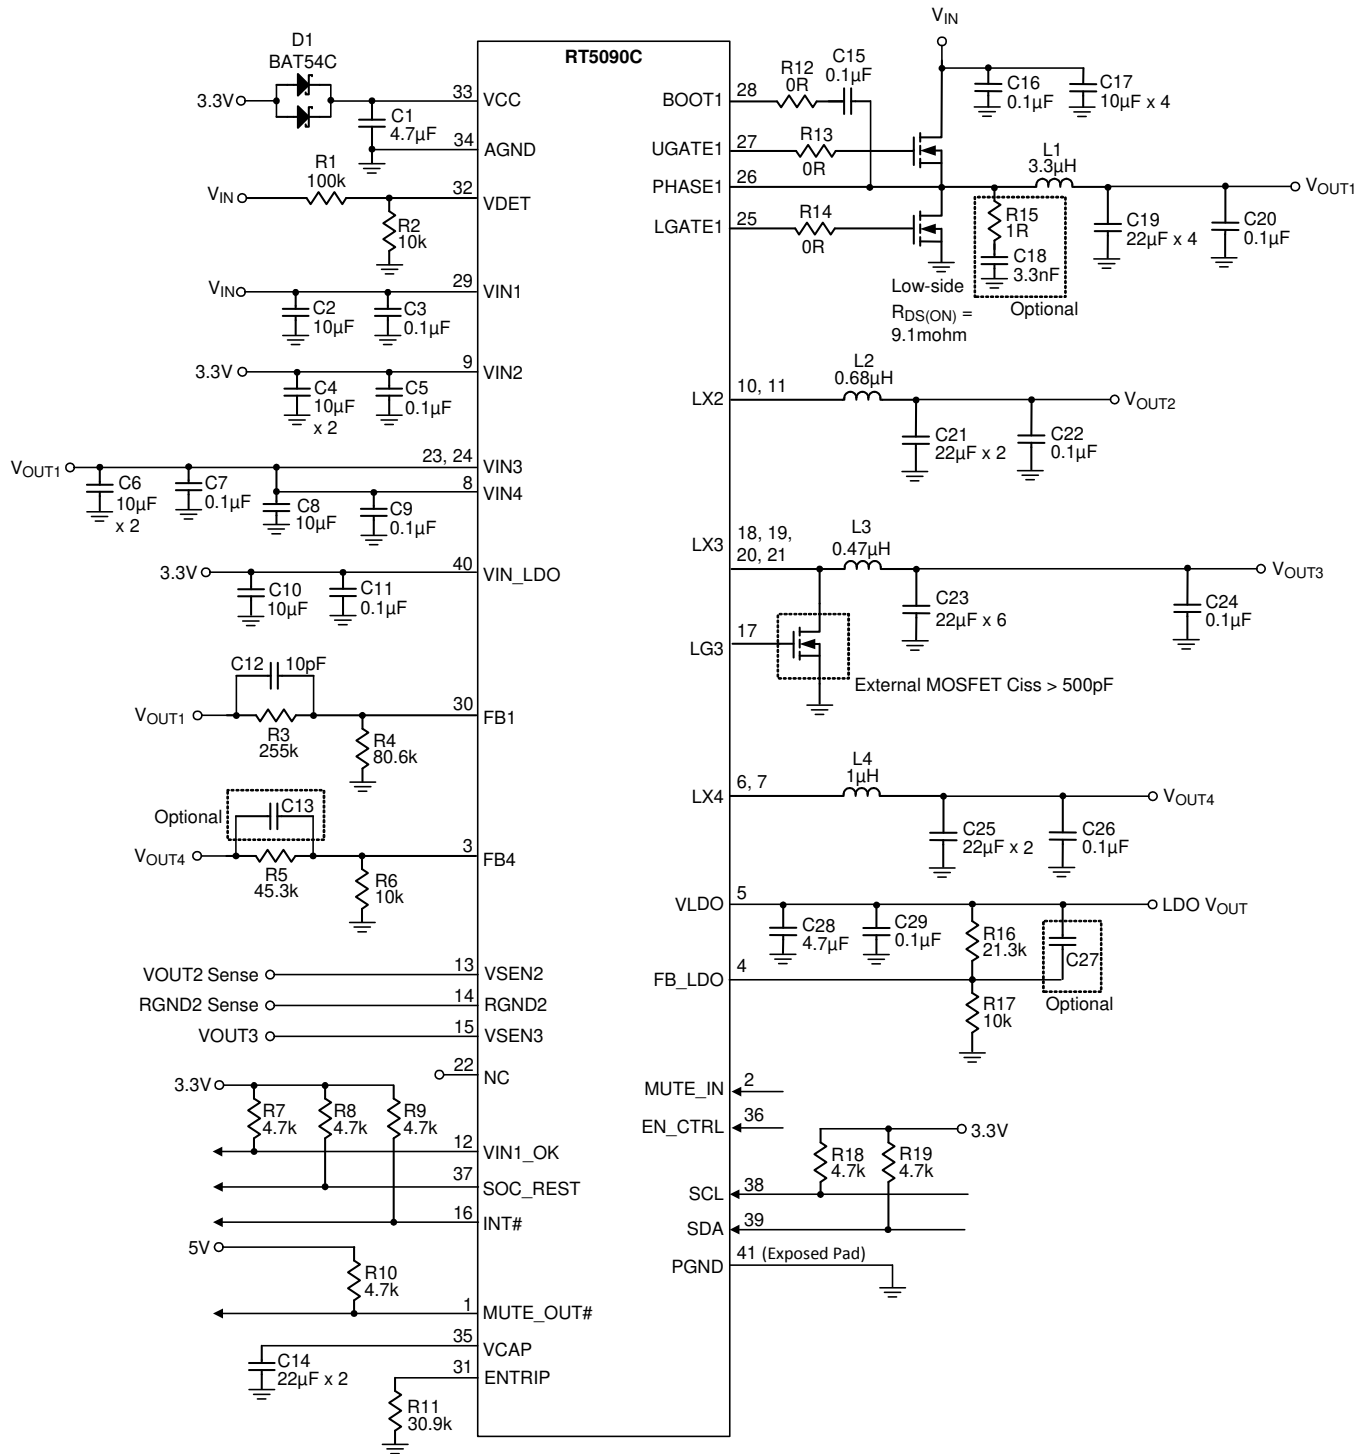 RT5090C
D1
BAT54C
3.3V
C1
4.7µF
33
VCC
34
AGND
R1
100k
VIN
32
VDET
R2
10k
VIN
29
VIN1
C2
10µF
C3
0.1µF
3.3V
9
VIN2
C4
10µF
x 2
C5
0.1µF
VOUT1
23, 24
VIN3
8
VIN4
C6
10µF
x 2
C7
0.1µF
C8
10µF
C9
0.1µF
3.3V
40
VIN_LDO
C10
10µF
C11
0.1µF
C12
10pF
VOUT1
R3
255k
30
FB1
R4
80.6k
Optional
C13
VOUT4
R5
45.3k
3
FB4
R6
10k
VOUT2 Sense
13
VSEN2
RGND2 Sense
14
RGND2
VOUT3
15
VSEN3
22
NC
3.3V
R7
4.7k
R8
4.7k
R9
4.7k
12
VIN1_OK
37
SOC_REST
16
INT#
5V
R10
4.7k
1
MUTE_OUT#
35
VCAP
C14
22µF x 2
31
ENTRIP
R11
30.9k
VIN
BOOT1
28
R12
0R
C15
0.1µF
C16
0.1µF
C17
10µF x 4
UGATE1
27
R13
0R
PHASE1
26
L1
3.3µH
VOUT1
LGATE1
25
R14
0R
R15
1R
C18
3.3nF
Optional
C19
22µF x 4
C20
0.1µF
Low-side
RDS(ON) =
9.1mohm
LX2
10, 11
L2
0.68µH
VOUT2
C21
22µF x 2
C22
0.1µF
LX3
18, 19,
20, 21
L3
0.47µH
VOUT3
C23
22µF x 6
C24
0.1µF
LG3
17
External MOSFET Ciss > 500pF
LX4
6, 7
L4
1µH
VOUT4
C25
22µF x 2
C26
0.1µF
VLDO
5
LDO VOUT
C28
4.7µF
C29
0.1µF
R16
21.3k
C27
Optional
FB_LDO
4
R17
10k
MUTE_IN
2
EN_CTRL
36
3.3V
R18
4.7k
R19
4.7k
SCL
38
SDA
39
PGND
41 (Exposed Pad)